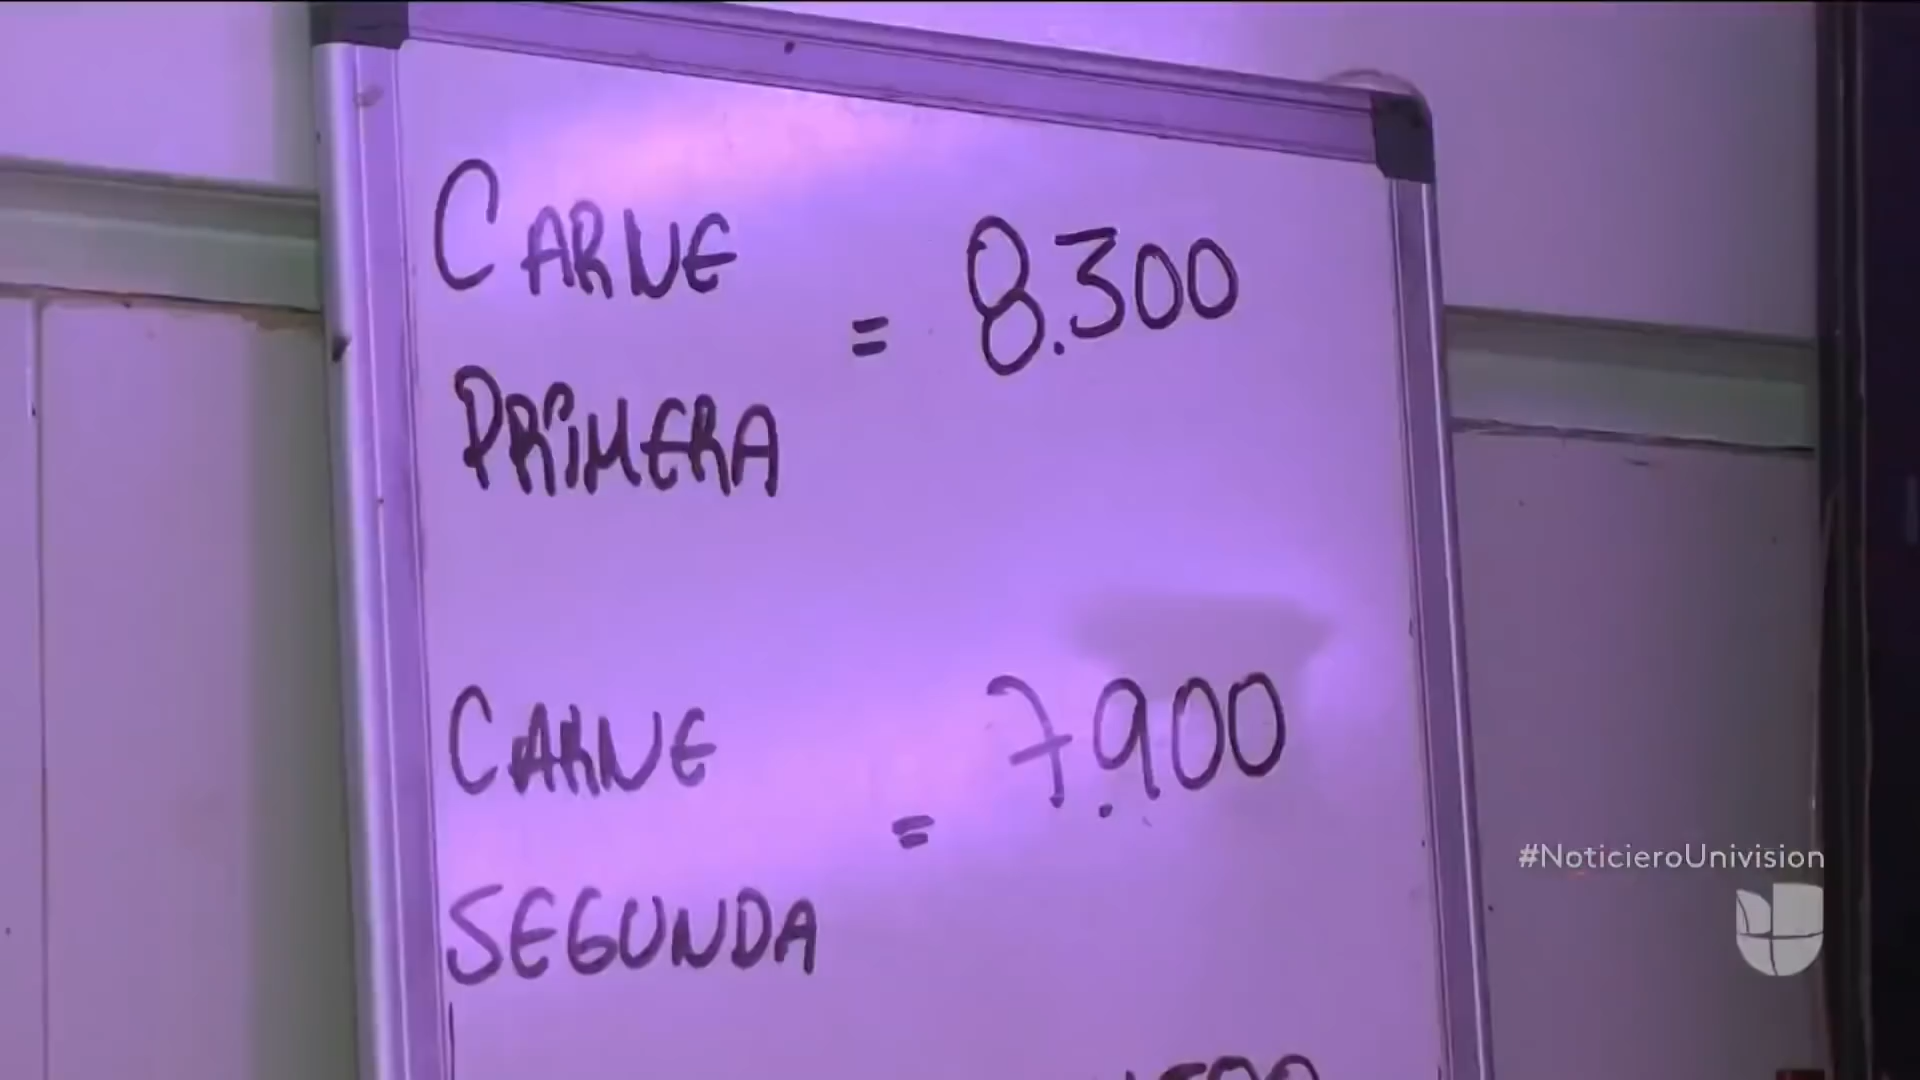 CARNE
PRIMERA
= 8.300
CARNE
SEGUNDA
= 7.900
#NoticieroUnivision